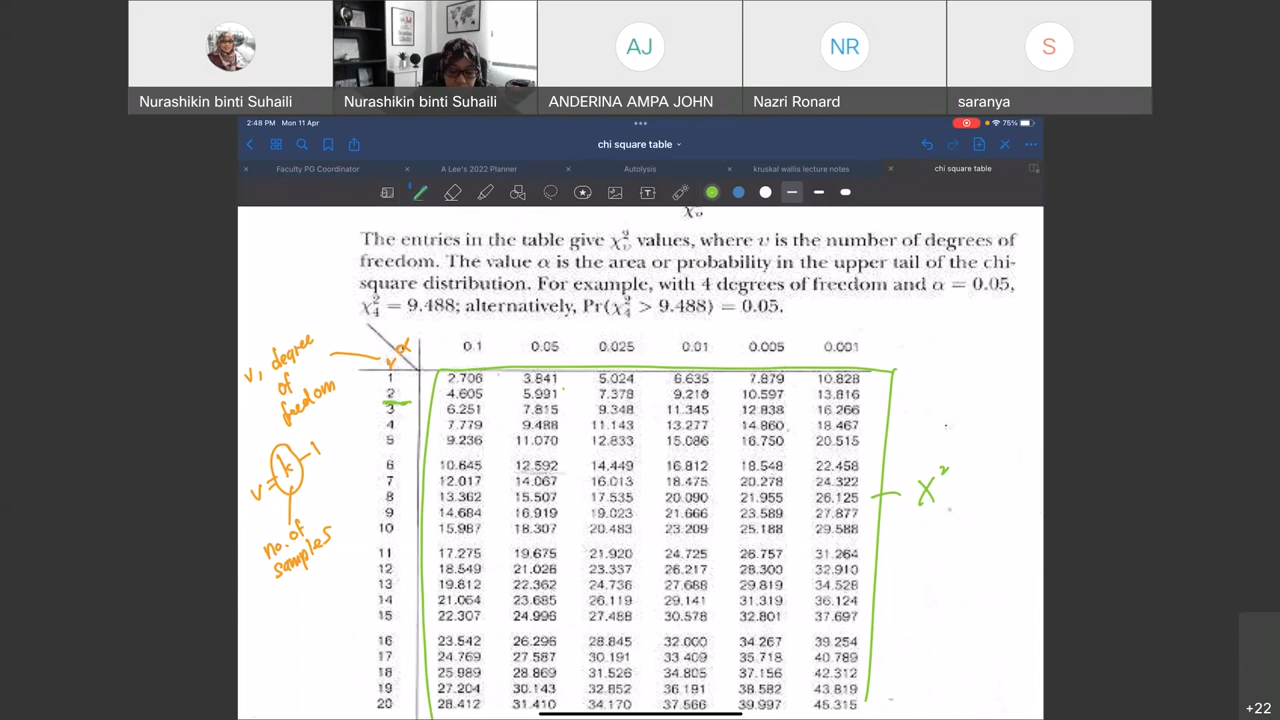 Nurashikin binti Suhaili
Nurashikin binti Suhaili
ANDERINA AMPA JOHN
Nazri Ronard
saranya
AJ
NR
S
2:48 PM Mon 11 Apr
75%
chi square table
Faculty PG Coordinator
A Lee's 2022 Planner
Autolysis
kruskal wallis lecture notes
chi square table
χ²ᵥ
The entries in the table give χ²ᵥ values, where v is the number of degrees of
freedom. The value α is the area or probability in the upper tail of the chi-
square distribution. For example, with 4 degrees of freedom and α = 0.05,
χ²₄ = 9.488; alternatively, Pr(χ²₄ > 9.488) = 0.05.
v α 0.1 0.05 0.025 0.01 0.005 0.001
1 2.706 3.841 5.024 6.635 7.879 10.828
2 4.605 5.991 7.378 9.210 10.597 13.816
3 6.251 7.815 9.348 11.345 12.838 16.266
4 7.779 9.488 11.143 13.277 14.860 18.467
5 9.236 11.070 12.833 15.086 16.750 20.515
6 10.645 12.592 14.449 16.812 18.548 22.458
7 12.017 14.067 16.013 18.475 20.278 24.322
8 13.362 15.507 17.535 20.090 21.955 26.125
9 14.684 16.919 19.023 21.666 23.589 27.877
10 15.987 18.307 20.483 23.209 25.188 29.588
11 17.275 19.675 21.920 24.725 26.757 31.264
12 18.549 21.026 23.337 26.217 28.300 32.910
13 19.812 22.362 24.736 27.688 29.819 34.528
14 21.064 23.685 26.119 29.141 31.319 36.124
15 22.307 24.996 27.488 30.578 32.801 37.697
16 23.542 26.296 28.845 32.000 34.267 39.254
17 24.769 27.587 30.191 33.409 35.718 40.789
18 25.989 28.869 31.526 34.805 37.156 42.312
19 27.204 30.143 32.852 36.191 38.582 43.819
20 28.412 31.410 34.170 37.566 39.997 45.315
v, degree
of
freedom
v = k - 1
no. of
samples
X²
+22